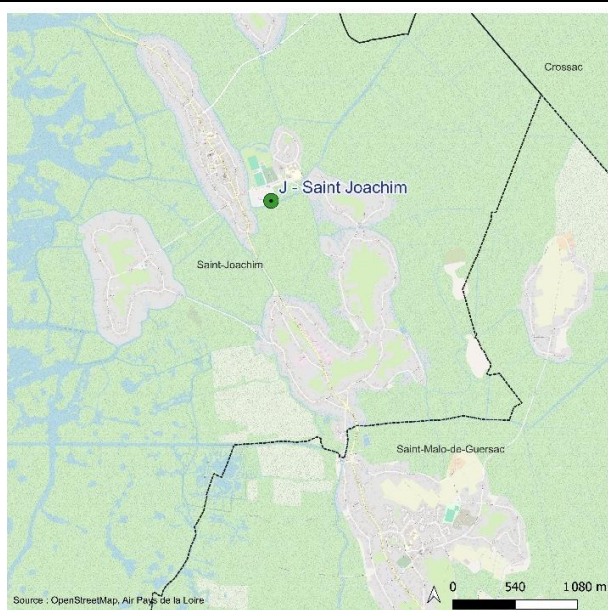 Crossac
J - Saint Joachim
Saint-Joachim
Saint-Malo-de-Guersac
Source : OpenStreetMap, Air Pays de la Loire
0 540 1 080 m